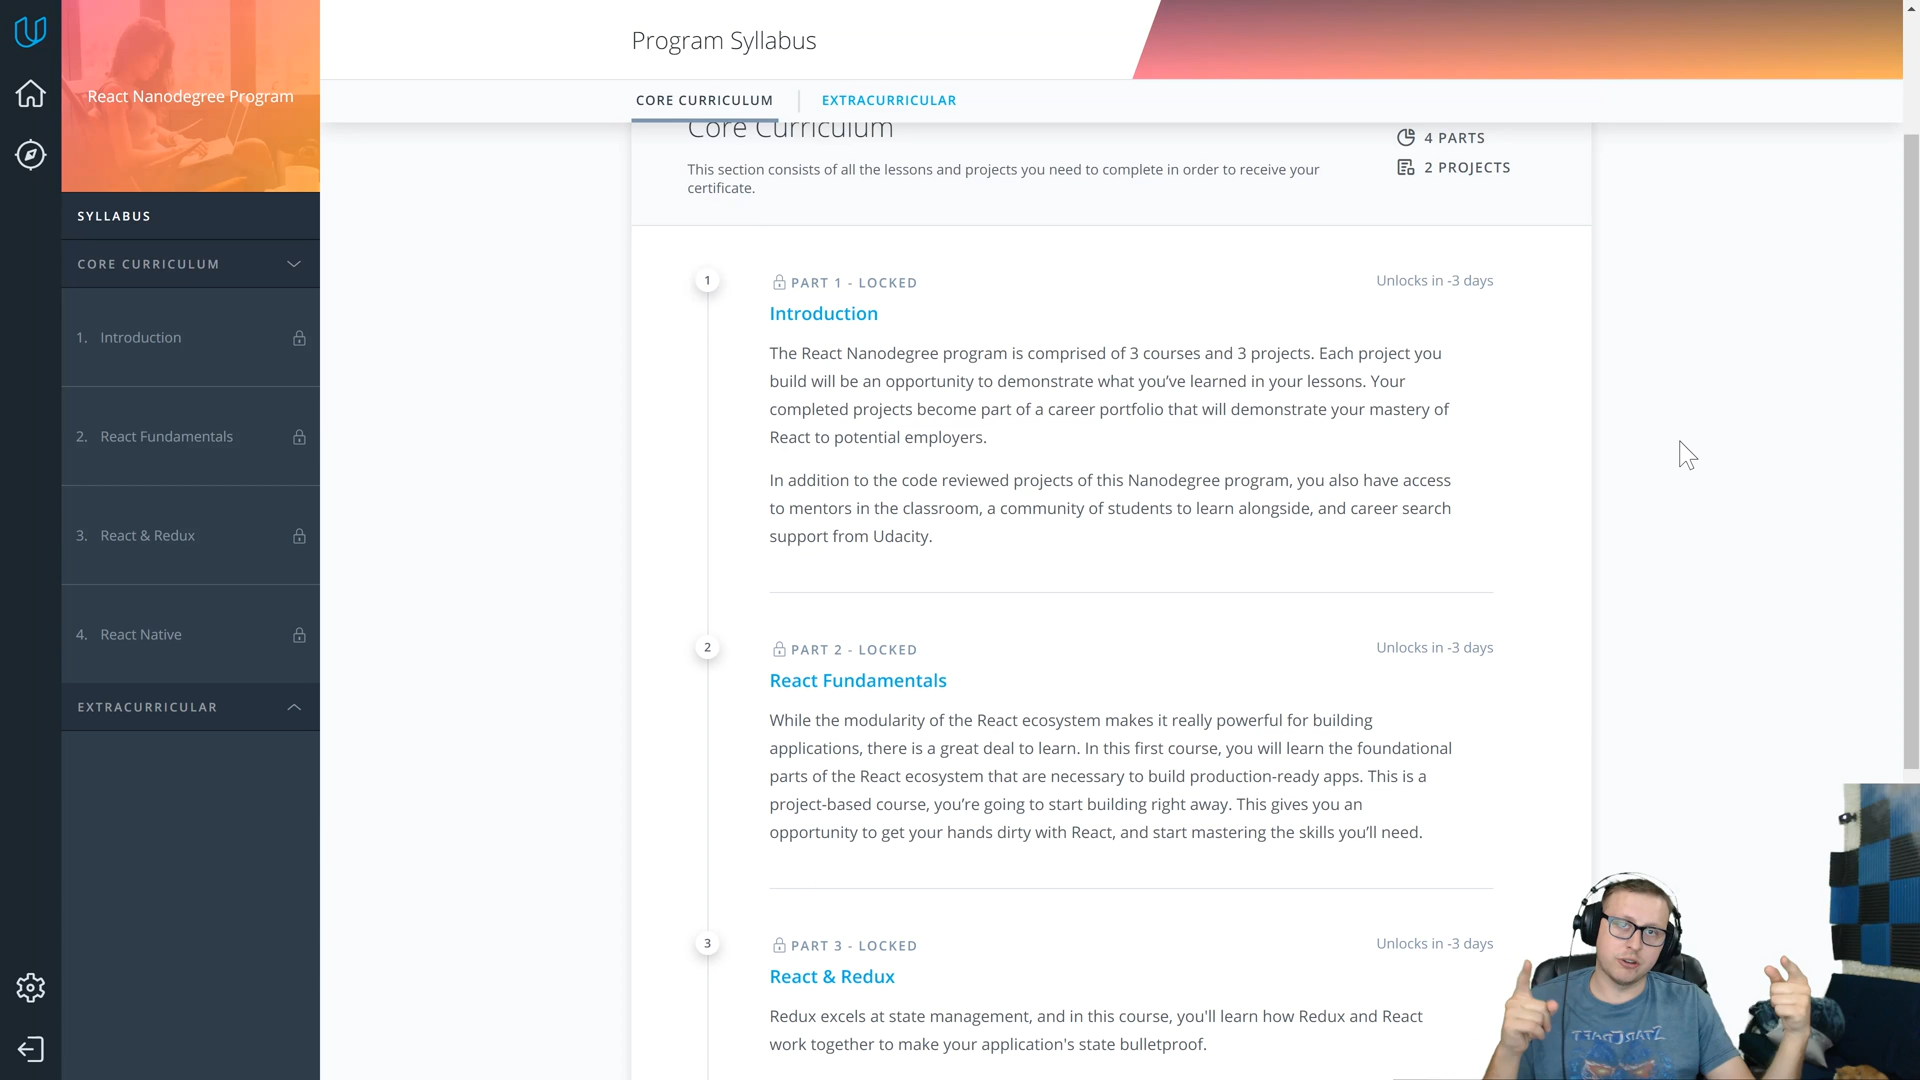 React Nanodegree Program
SYLLABUS
CORE CURRICULUM
1. Introduction
2. React Fundamentals
3. React & Redux
4. React Native
EXTRACURRICULAR
Program Syllabus
CORE CURRICULUM
EXTRACURRICULAR
Core Curriculum
This section consists of all the lessons and projects you need to complete in order to receive your
certificate.
4 PARTS
2 PROJECTS
1
PART 1 - LOCKED
Unlocks in -3 days
Introduction
The React Nanodegree program is comprised of 3 courses and 3 projects. Each project you
build will be an opportunity to demonstrate what you’ve learned in your lessons. Your
completed projects become part of a career portfolio that will demonstrate your mastery of
React to potential employers.
In addition to the code reviewed projects of this Nanodegree program, you also have access
to mentors in the classroom, a community of students to learn alongside, and career search
support from Udacity.
2
PART 2 - LOCKED
Unlocks in -3 days
React Fundamentals
While the modularity of the React ecosystem makes it really powerful for building
applications, there is a great deal to learn. In this first course, you will learn the foundational
parts of the React ecosystem that are necessary to build production-ready apps. This is a
project-based course, you’re going to start building right away. This gives you an
opportunity to get your hands dirty with React, and start mastering the skills you’ll need.
3
PART 3 - LOCKED
Unlocks in -3 days
React & Redux
Redux excels at state management, and in this course, you'll learn how Redux and React
work together to make your application's state bulletproof.